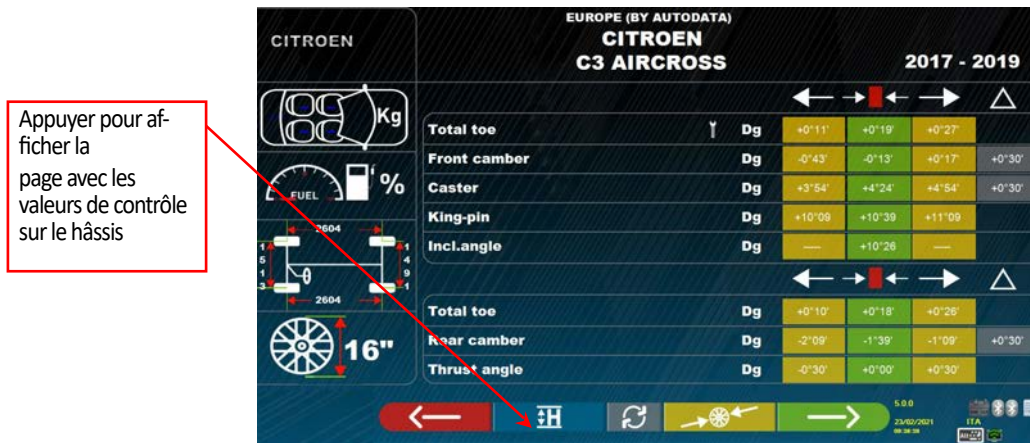 EUROPE (BY AUTODATA)
CITROEN
CITROEN
C3 AIRCROSS
2017 - 2019
Appuyer pour af-
ficher la
page avec les
valeurs de contrôle
sur le hâssis
Kg
FUEL
%
2604
1513
1491
2604
16"
Total toe Dg +0°11' +0°19' +0°27'
Front camber Dg -0°43' -0°13' +0°17' +0°30'
Caster Dg +3°54' +4°24' +4°54' +0°30'
King-pin Dg +10°09 +10°39 +11°09
Incl.angle Dg — +10°26 —
Total toe Dg +0°10' +0°18' +0°26'
Rear camber Dg -2°09' -1°39' -1°09' +0°30'
Thrust angle Dg -0°30' +0°00' +0°30'
H
5.0.0
23/02/2021
ITA